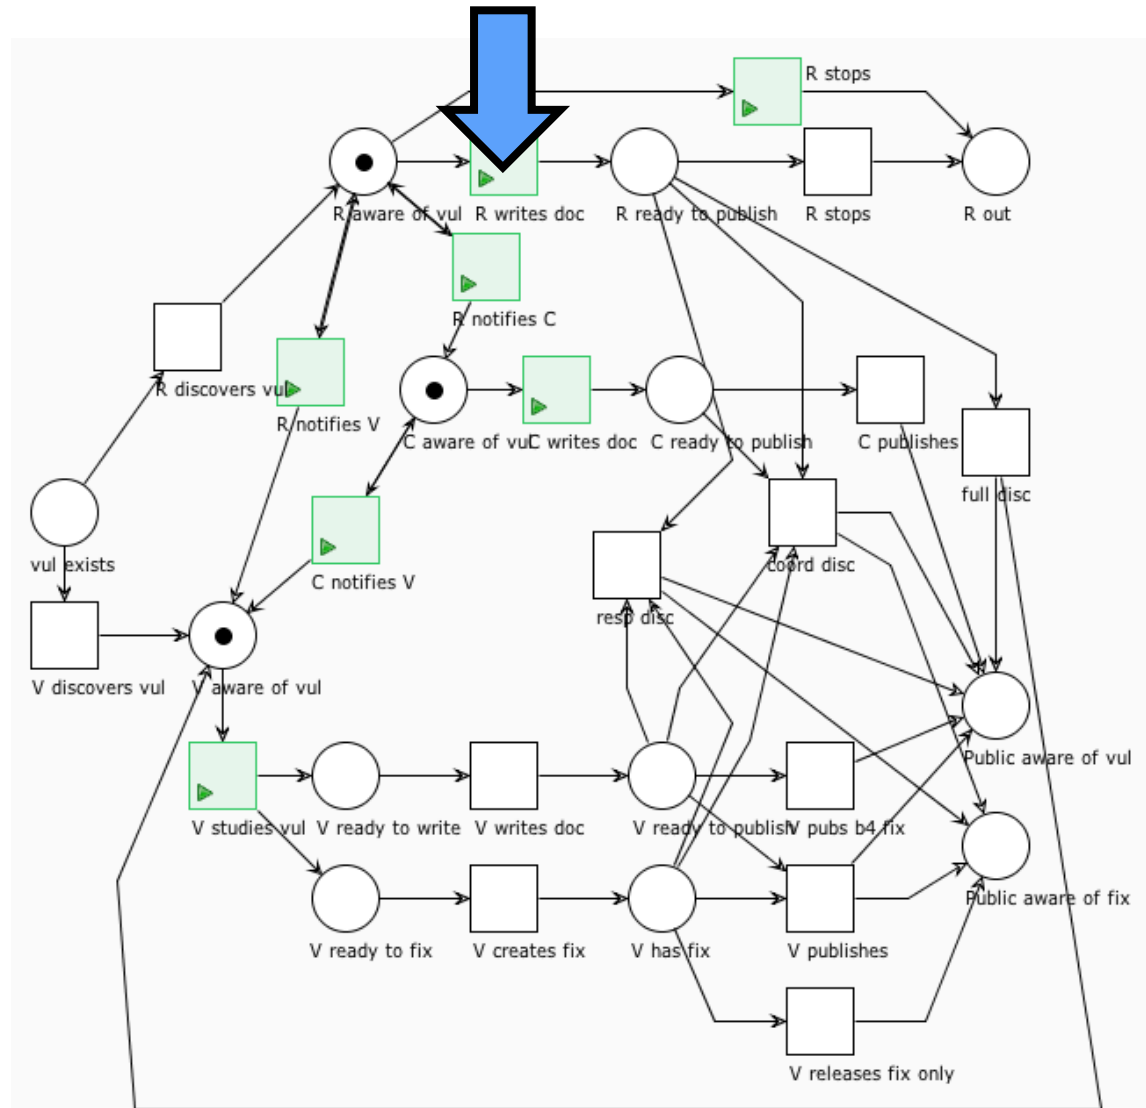 R stops
R aware of vul
R writes doc
R ready to publish
R stops
R out
R notifies C
R discovers vul
R notifies V
C aware of vul
C writes doc
C ready to publish
C publishes
full disc
vul exists
C notifies V
coord disc
resp disc
V discovers vul
V aware of vul
Public aware of vul
V studies vul
V ready to write
V writes doc
V ready to publish
V pubs b4 fix
Public aware of fix
V ready to fix
V creates fix
V has fix
V publishes
V releases fix only